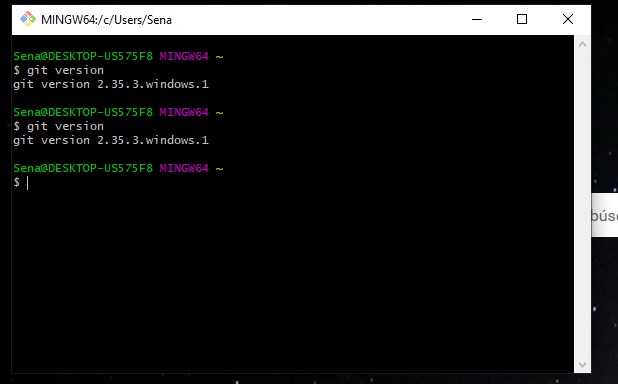 MINGW64:/c/Users/Sena
Sena@DESKTOP-US575F8 MINGW64 ~
$ git version
git version 2.35.3.windows.1
Sena@DESKTOP-US575F8 MINGW64 ~
$ git version
git version 2.35.3.windows.1
Sena@DESKTOP-US575F8 MINGW64 ~
$